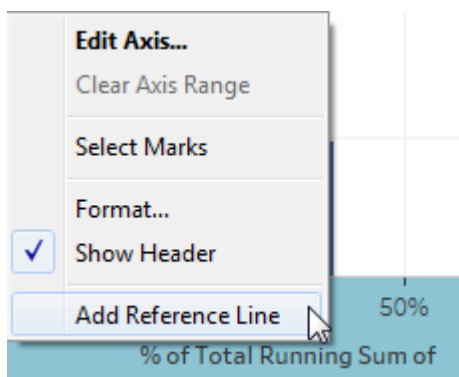 Edit Axis...
Clear Axis Range
Select Marks
Format...
Show Header
Add Reference Line
50%
% of Total Running Sum of